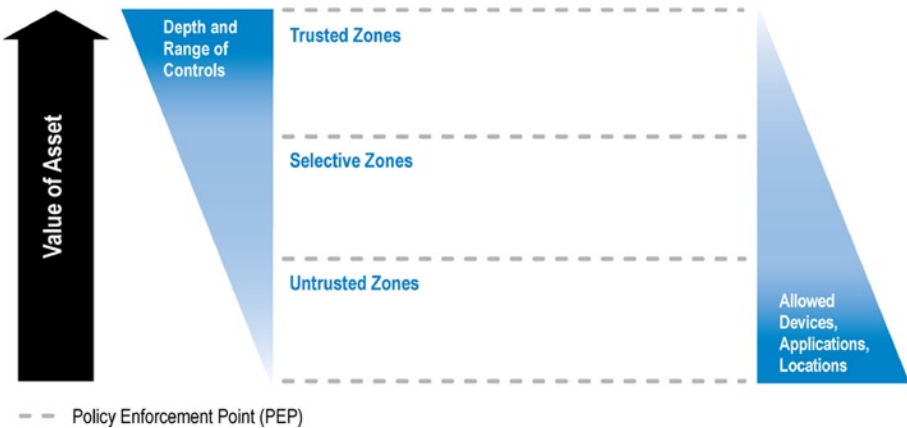 Value of Asset
Depth and
Range of
Controls
Trusted Zones
Selective Zones
Untrusted Zones
Allowed
Devices,
Applications,
Locations
Policy Enforcement Point (PEP)